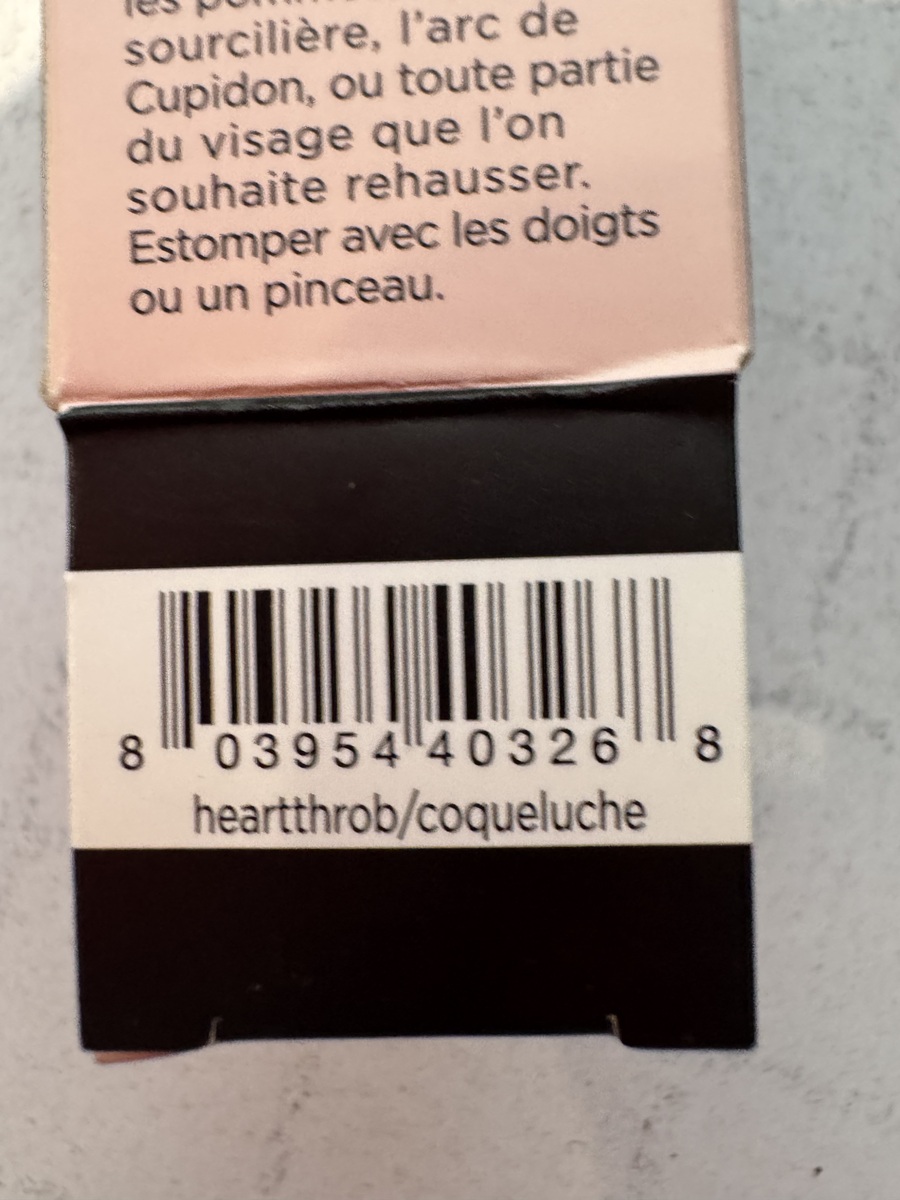 les
sourcilière, l'arc de
Cupidon, ou toute partie
du visage que l'on
souhaite rehausser.
Estomper avec les doigts
ou un pinceau.
8 03954 40326 8
heartthrob/coqueluche